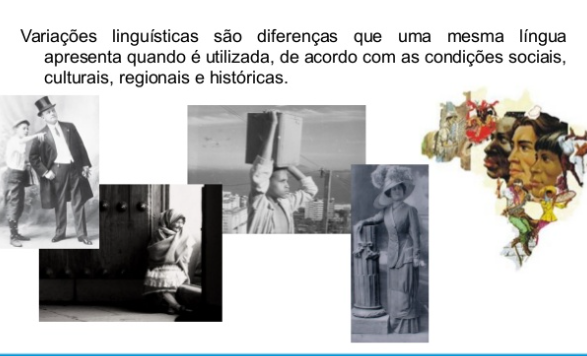 Variações linguísticas são diferenças que uma mesma língua
apresenta quando é utilizada, de acordo com as condições sociais,
culturais, regionais e históricas.